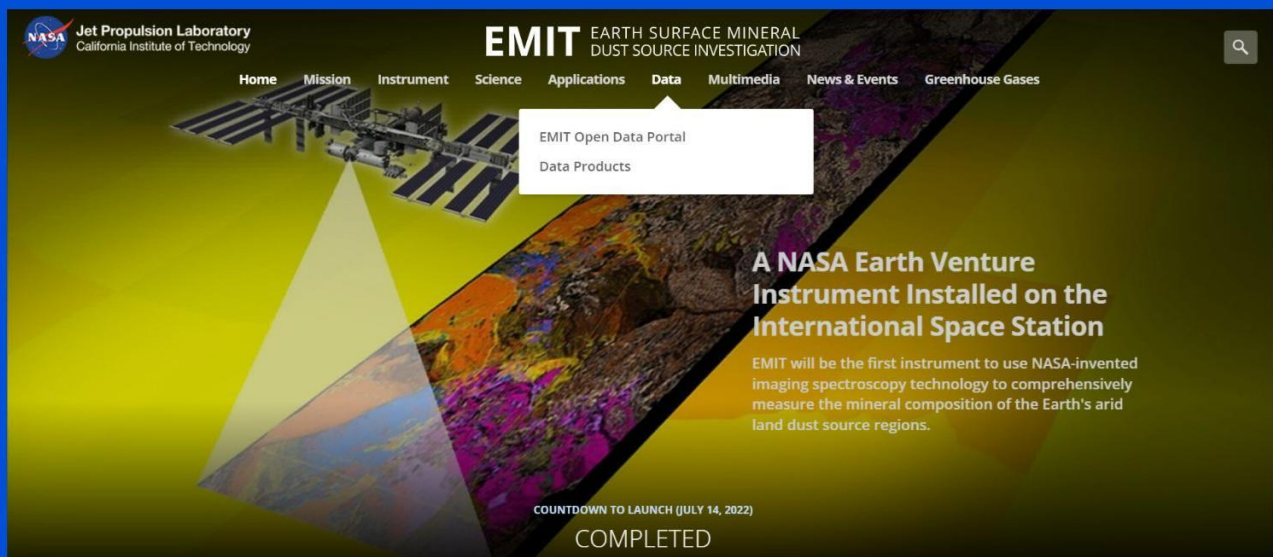 NASA
Jet Propulsion Laboratory
California Institute of Technology
EMIT EARTH SURFACE MINERAL
DUST SOURCE INVESTIGATION
Home Mission Instrument Science Applications Data Multimedia News & Events Greenhouse Gases
EMIT Open Data Portal
Data Products
A NASA Earth Venture
Instrument Installed on the
International Space Station
EMIT will be the first instrument to use NASA-invented
imaging spectroscopy technology to comprehensively
measure the mineral composition of the Earth's arid
land dust source regions.
COUNTDOWN TO LAUNCH (JULY 14, 2022)
COMPLETED